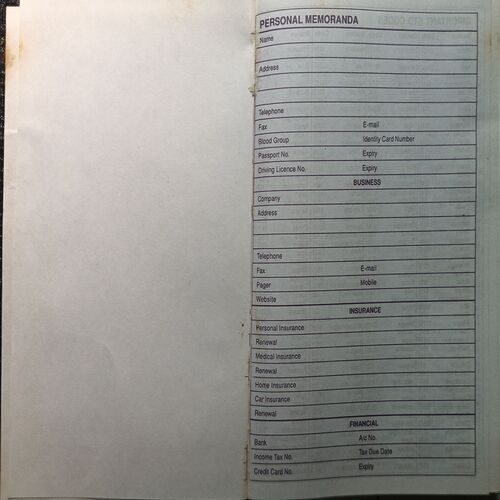 PERSONAL MEMORANDA
Name
Address
Telephone
Fax E-mail
Blood Group Identity Card Number
Passport No. Expiry
Driving Licence No. Expiry
BUSINESS
Company
Address
Telephone
Fax E-mail
Pager Mobile
Website
INSURANCE
Personal Insurance
Renewal
Medical Insurance
Renewal
Home Insurance
Car Insurance
Renewal
FINANCIAL
Bank A/c No.
Income Tax No. Tax Due Date
Credit Card No. Expiry